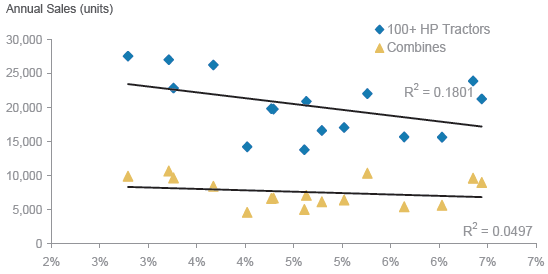 Annual Sales (units)
100+ HP Tractors
Combines
30,000
25,000
20,000
15,000
10,000
5,000
0
R² = 0.1801
R² = 0.0497
2% 3% 3% 4% 4% 5% 5% 6% 6% 7% 7%